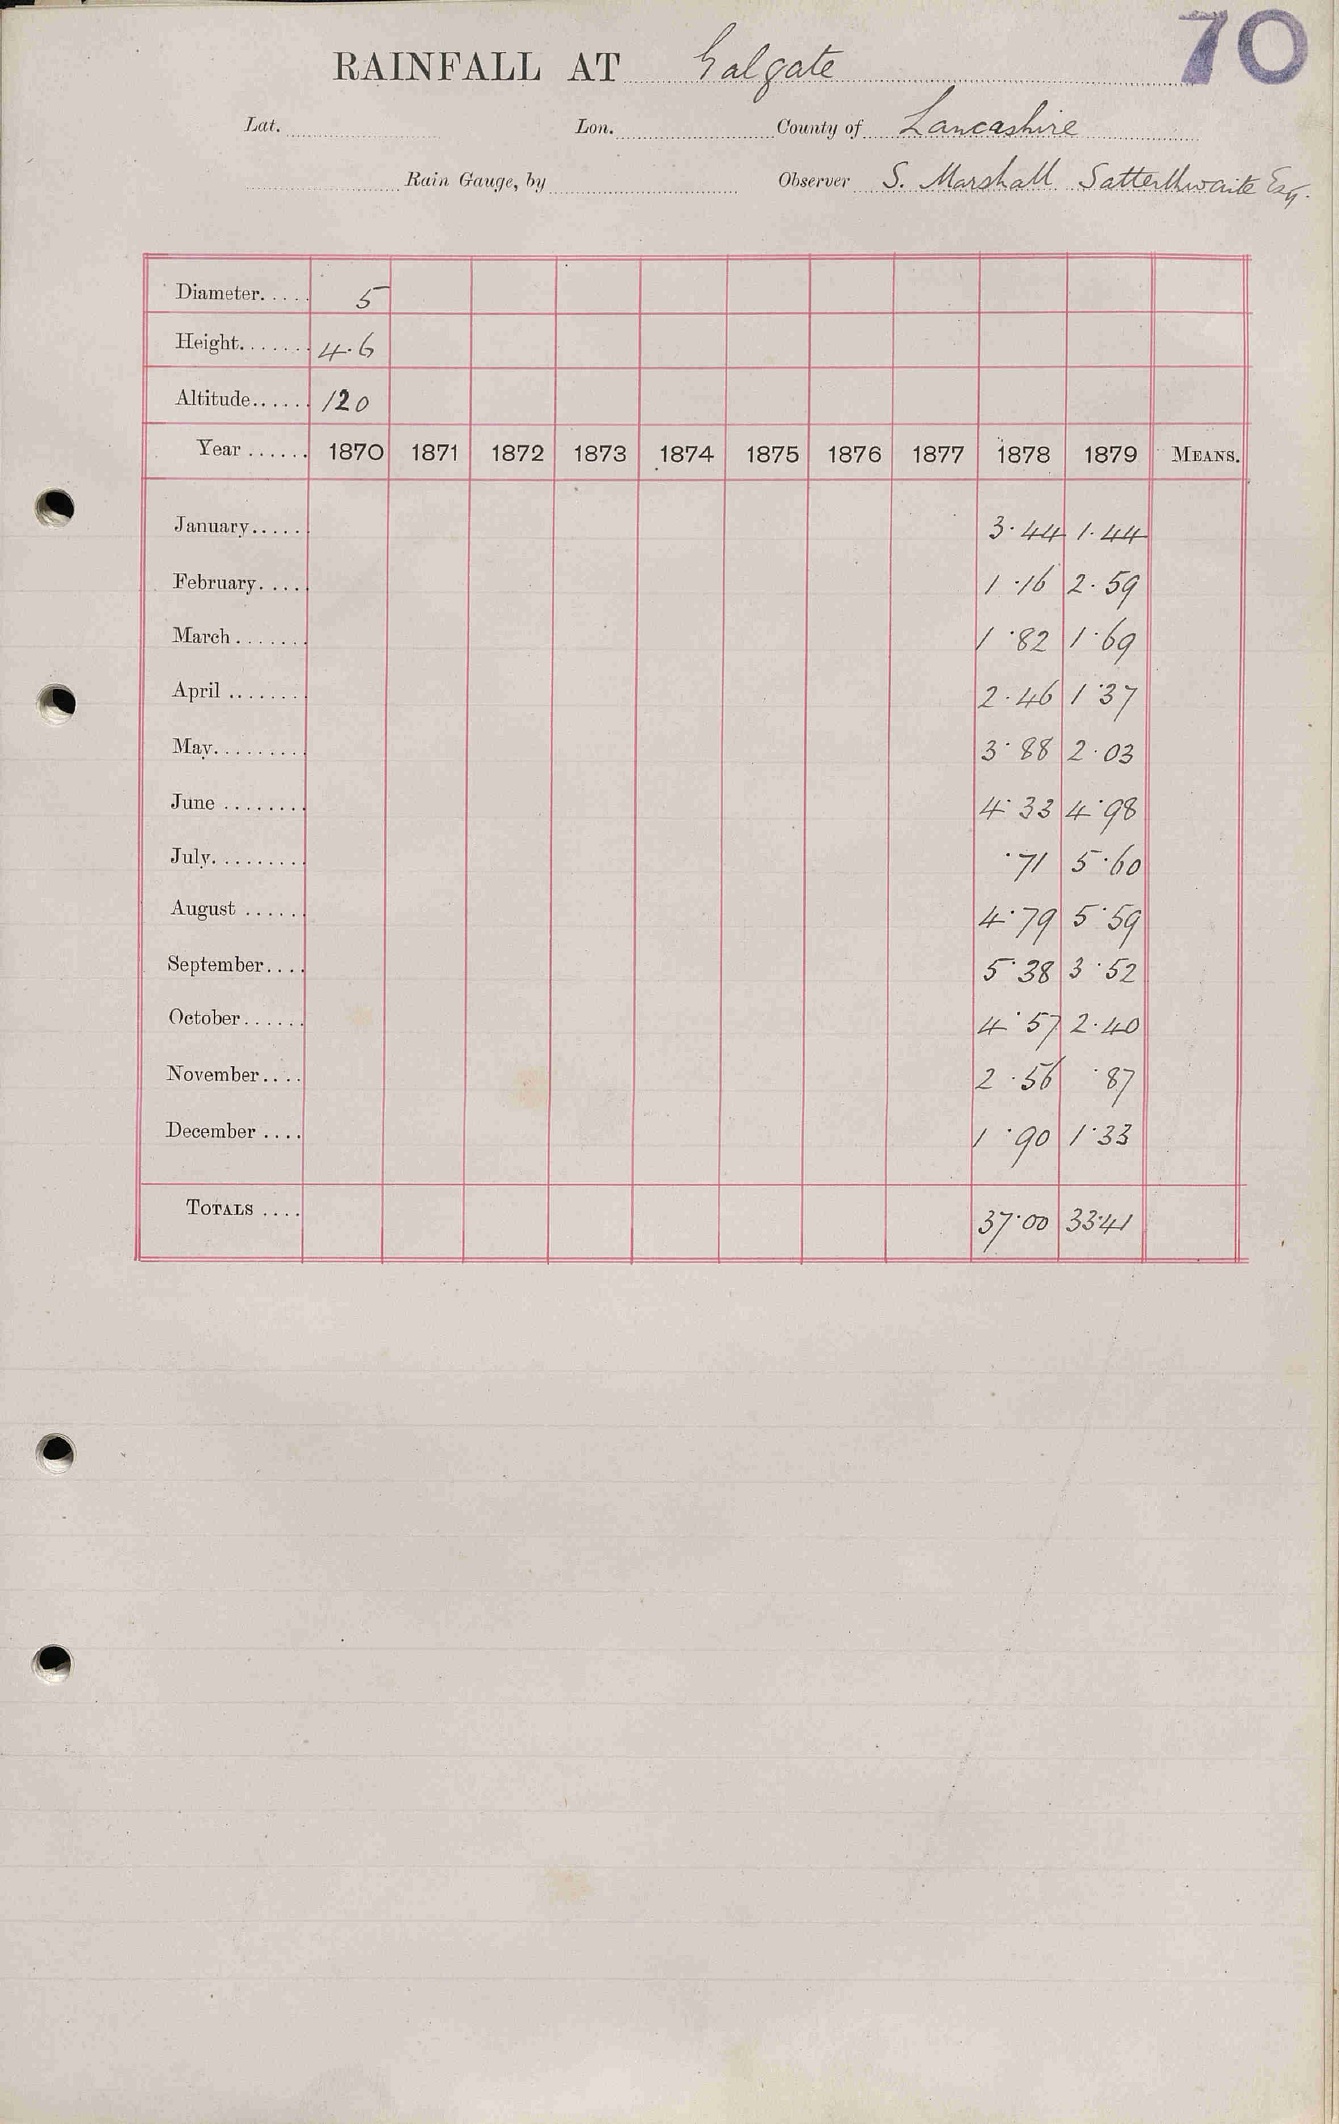 70
RAINFALL AT Galgate
Lat. Lon. County of Lancashire
Rain Gauge, by Observer S. Marshall Satterthwaite Esq.
Diameter..... 5
Height....... 4.6
Altitude...... 120
Year ...... 1870 1871 1872 1873 1874 1875 1876 1877 1878 1879 MEANS.
January..... 3.44 1.44
February..... 1.16 2.59
March ....... 1.82 1.69
April ....... 2.46 1.37
May......... 3.88 2.03
June ........ 4.33 4.98
July......... .71 5.60
August ...... 4.79 5.59
September.... 5.38 3.52
October...... 4.57 2.40
November.... 2.56 .87
December .... 1.90 1.33
TOTALS .... 37.00 33.41